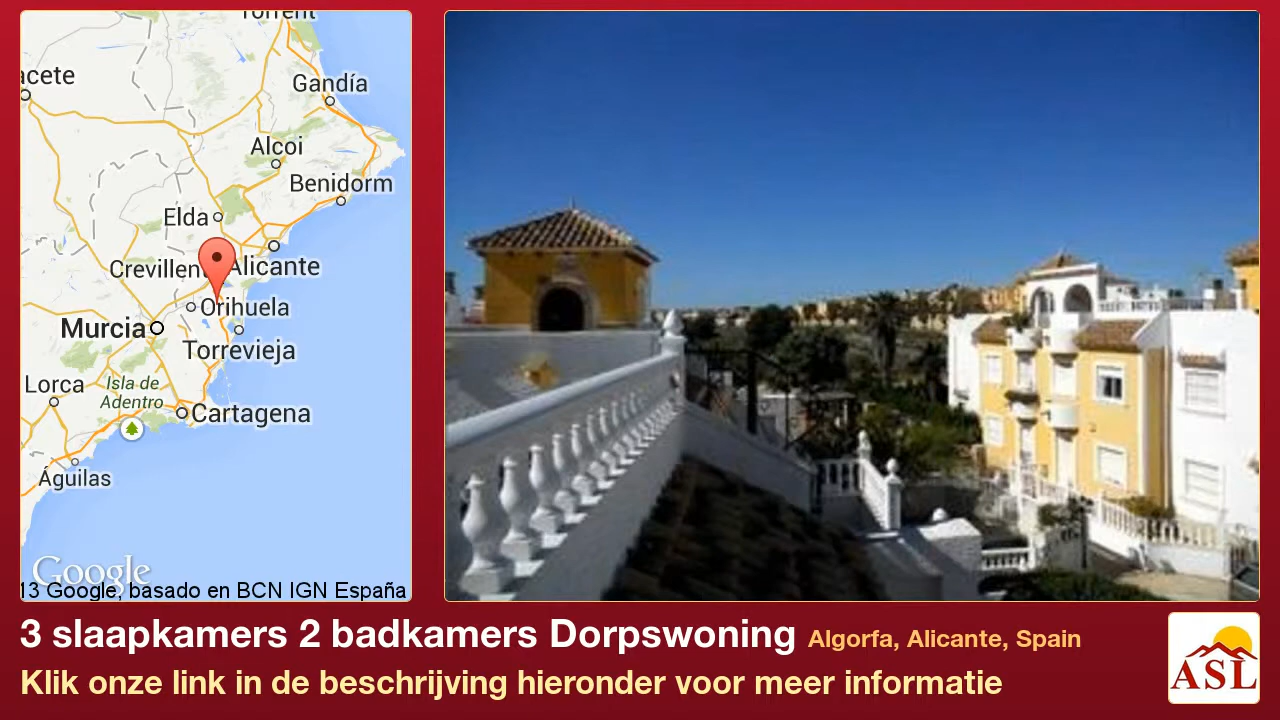 Torrent
acete
Gandía
Alcoi
Benidorm
Elda
Crevillent
Alicante
Orihuela
Murcia
Torrevieja
Lorca
Isla de
Adentro
Cartagena
Águilas
Google
13 Google, basado en BCN IGN España
3 slaapkamers 2 badkamers Dorpswoning Algorfa, Alicante, Spain
Klik onze link in de beschrijving hieronder voor meer informatie
ASL